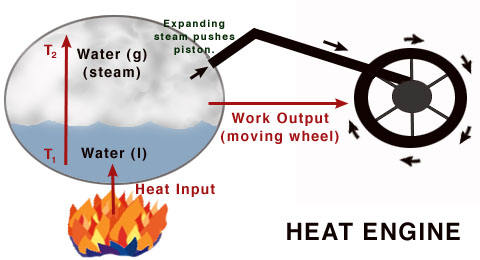 Expanding
steam pushes
piston.
T2
Water (g)
(steam)
Work Output
(moving wheel)
T1
Water (l)
Heat Input
HEAT ENGINE